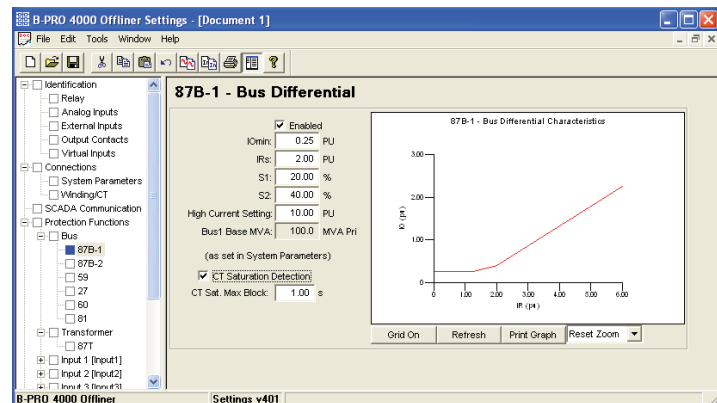 B-PRO 4000 Offliner Settings - [Document 1]
File Edit Tools Window Help
Identification
Relay
Analog Inputs
External Inputs
Output Contacts
Virtual Inputs
Connections
System Parameters
Winding/CT
SCADA Communication
Protection Functions
Bus
87B-1
87B-2
59
27
60
81
Transformer
87T
Input 1 [Input1]
Input 2 [Input2]
Input 3 [Input3]
87B-1 - Bus Differential
Enabled
IOmin: 0.25 PU
IRs: 2.00 PU
S1: 20.00 %
S2: 40.00 %
High Current Setting: 10.00 PU
Bus1 Base MVA: 100.0 MVA Pri
(as set in System Parameters)
CT Saturation Detection
CT Sat. Max Block: 1.00 s
87B-1 - Bus Differential Characteristics
3.00
2.00
1.00
0
IO (pu)
0 1.00 2.00 3.00 4.00 5.00 6.00
IR (pu)
Grid On Refresh Print Graph Reset Zoom
B-PRO 4000 Offliner Settings v401